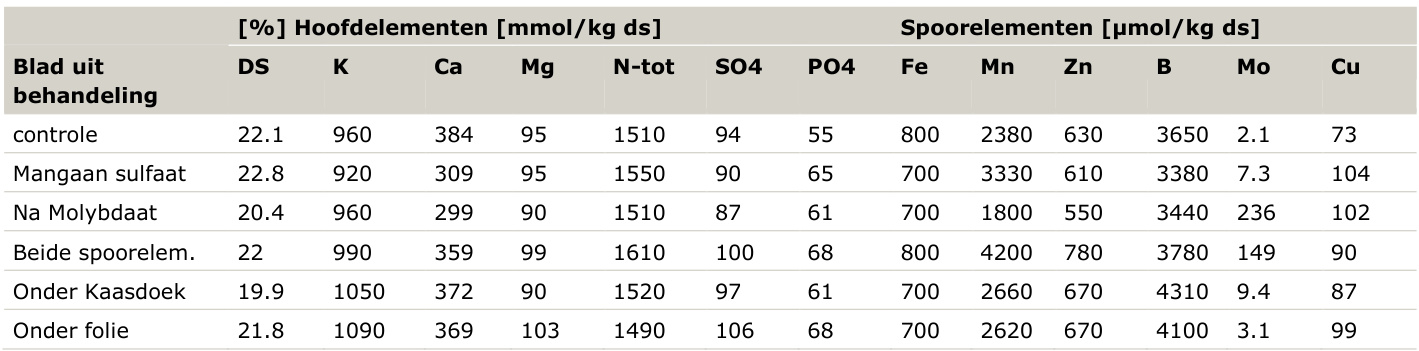 [%] Hoofdelementen [mmol/kg ds] Spoorelementen [µmol/kg ds]
Blad uit behandeling DS K Ca Mg N-tot SO4 PO4 Fe Mn Zn B Mo Cu
controle 22.1 960 384 95 1510 94 55 800 2380 630 3650 2.1 73
Mangaan sulfaat 22.8 920 309 95 1550 90 65 700 3330 610 3380 7.3 104
Na Molybdaat 20.4 960 299 90 1510 87 61 700 1800 550 3440 236 102
Beide spoorelem. 22 990 359 99 1610 100 68 800 4200 780 3780 149 90
Onder Kaasdoek 19.9 1050 372 90 1520 97 61 700 2660 670 4310 9.4 87
Onder folie 21.8 1090 369 103 1490 106 68 700 2620 670 4100 3.1 99